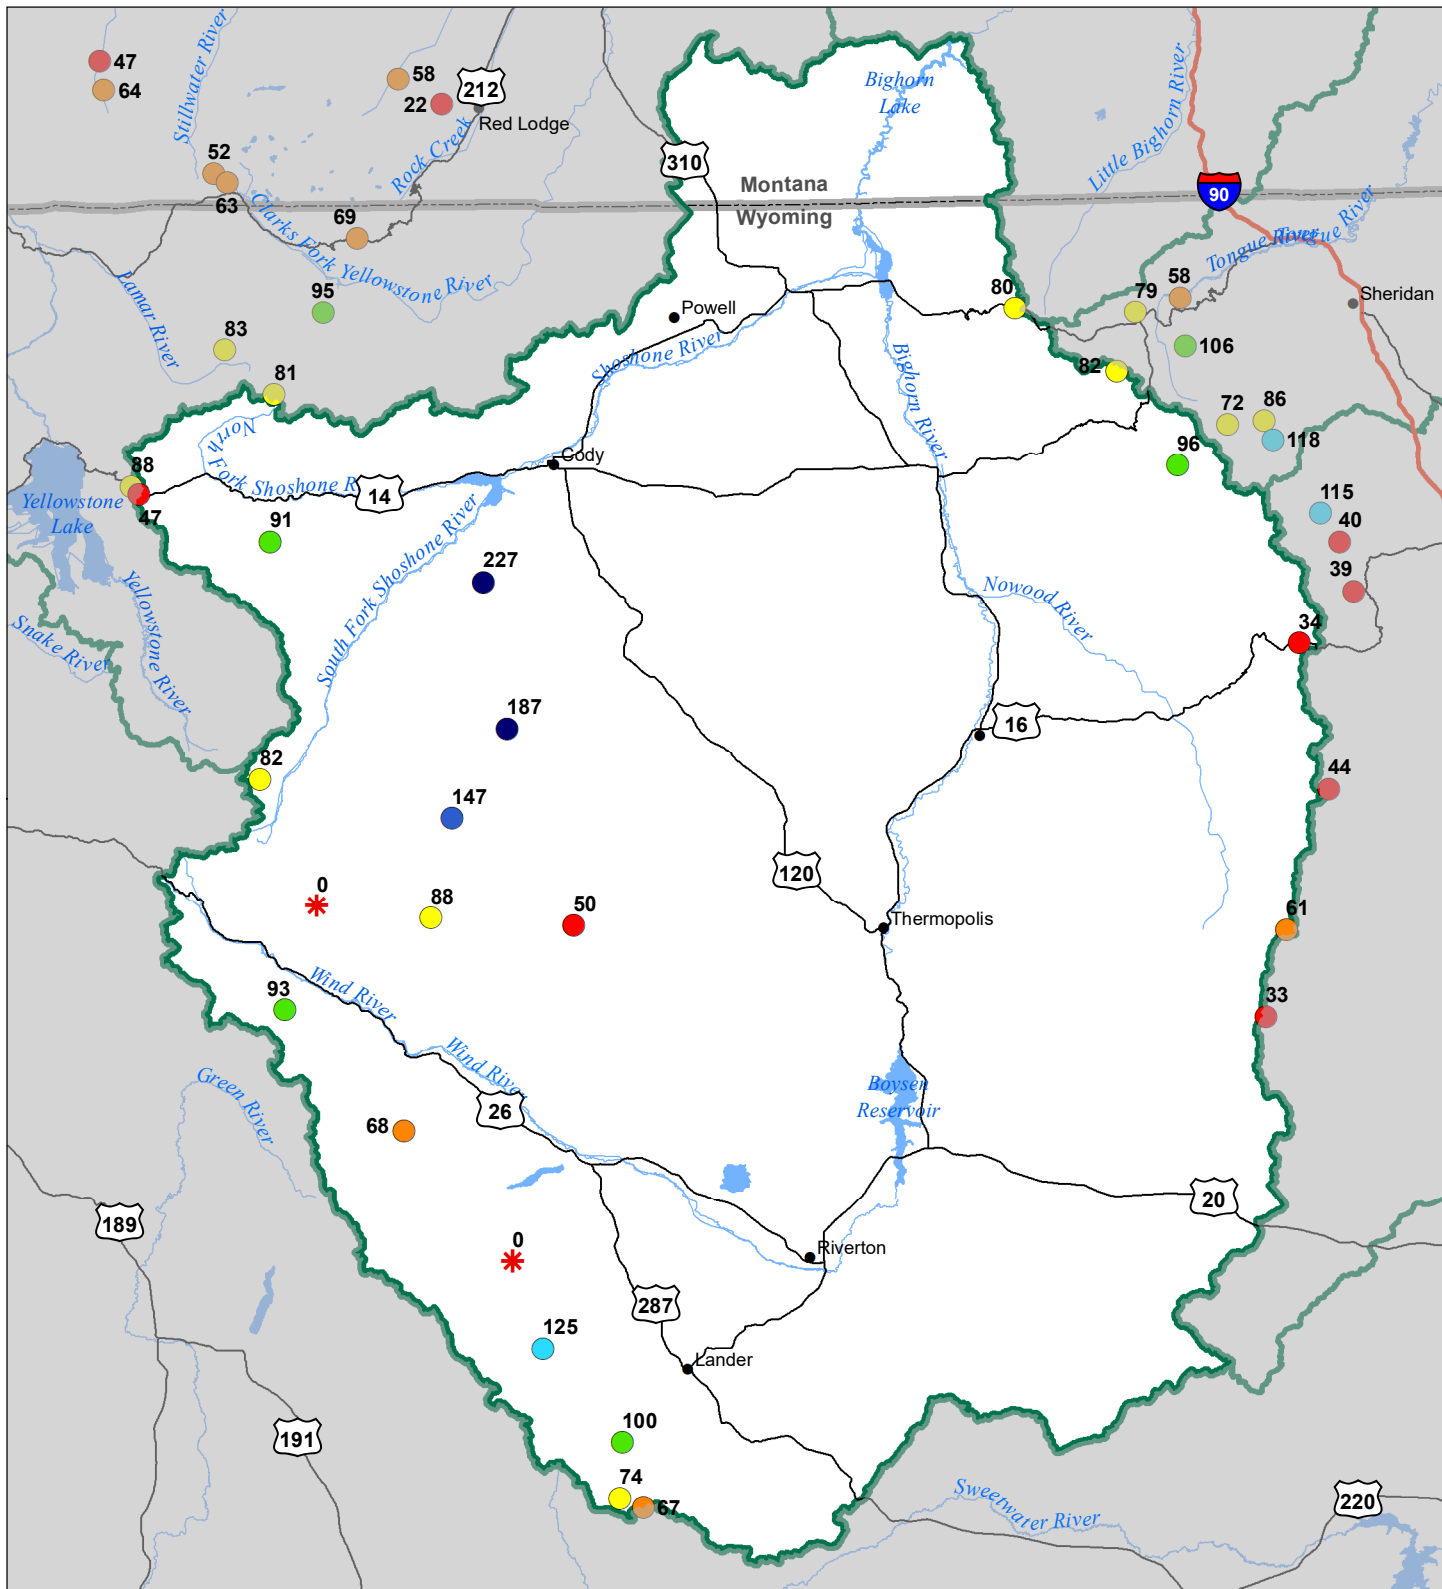 47
64
Stillwater River
58
22
212
Red Lodge
Rock Creek
Bighorn
Lake
Little Bighorn River
90
310
52
63
Montana
Wyoming
69
Clarks Fork Yellowstone River
Tongue River
Tongue River
Lamar River
95
83
81
Powell
Shoshone River
80
79
58
Sheridan
106
82
Bighorn River
72
86
118
96
North
Fork Shoshone R
14
Cody
88
47
Yellowstone
Lake
91
South Fork Shoshone River
227
115
40
39
Yellowstone River
Snake River
Nowood River
34
187
16
82
147
44
0
88
50
120
Thermopolis
61
93
Wind River
33
Wind River
Boysen
Reservoir
Green River
26
68
189
20
0
Riverton
287
125
Lander
191
100
74
67
Sweetwater River
220